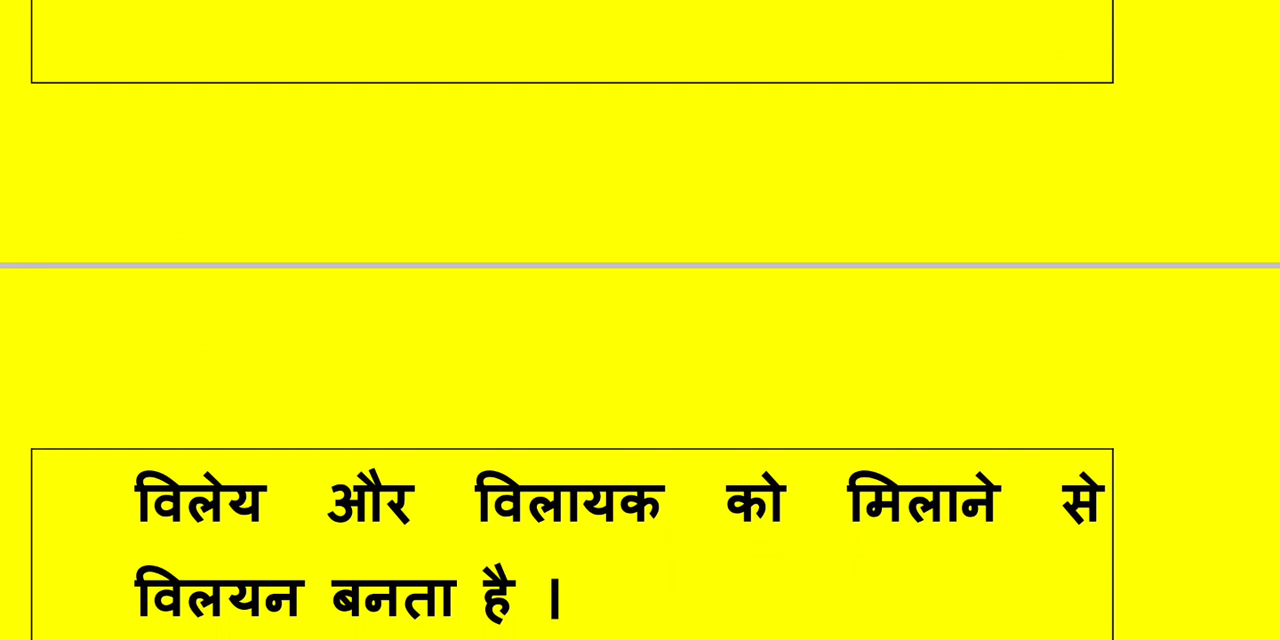 विलेय और विलायक को मिलाने से
विलयन बनता है ।